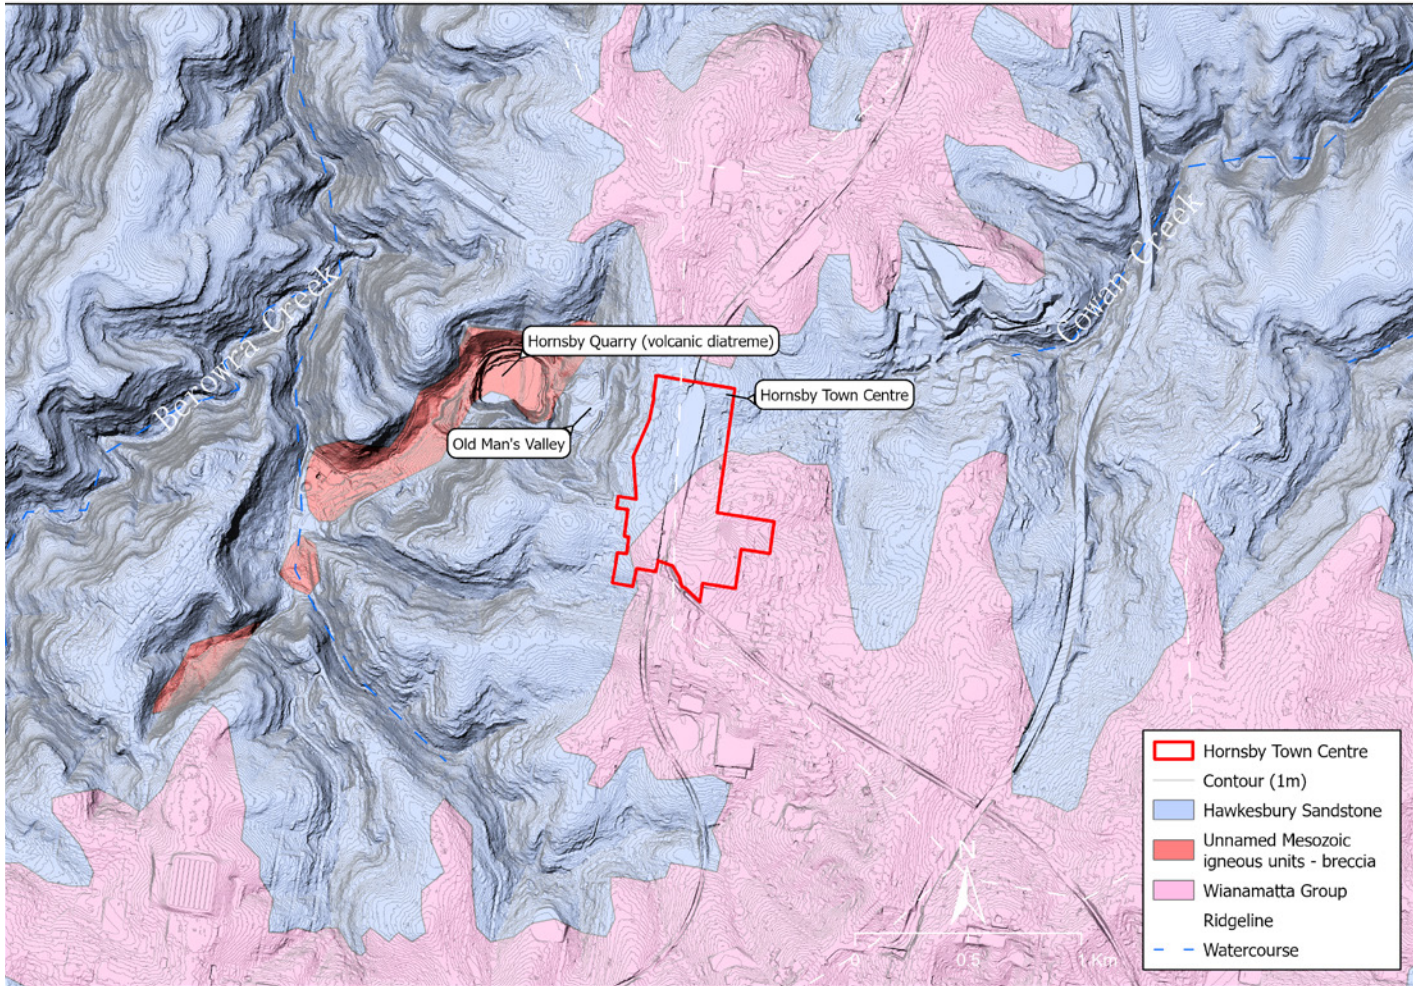 Berowra Creek
Cowan Creek
Hornsby Quarry (volcanic diatreme)
Hornsby Town Centre
Old Man's Valley
Hornsby Town Centre
Contour (1m)
Hawkesbury Sandstone
Unnamed Mesozoic
igneous units - breccia
Wianamatta Group
Ridgeline
Watercourse
N
0 0.5 1 Km